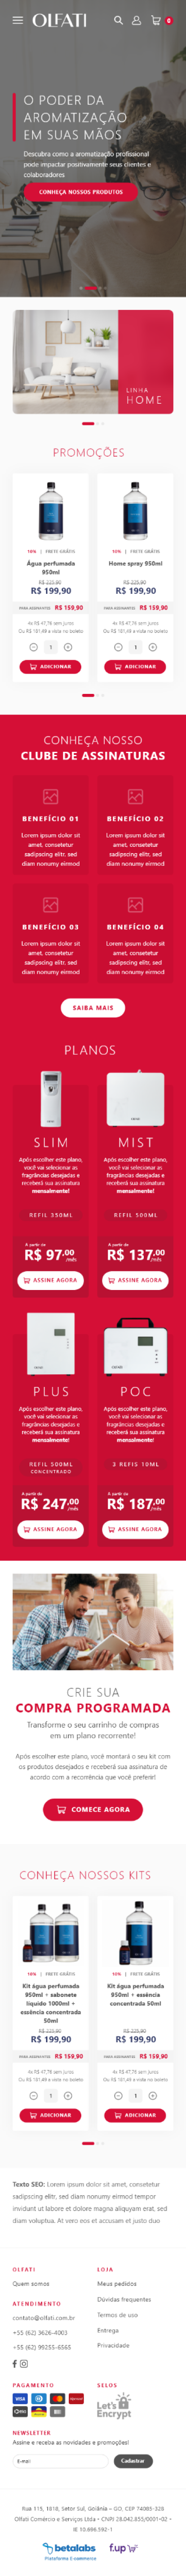 OLFATI
0
O PODER DA
AROMATIZAÇÃO
EM SUAS MÃOS
Descubra como a aromatização profissional
pode impactar positivamente seus clientes e
colaboradores
CONHEÇA NOSSOS PRODUTOS
LINHA
HOME
PROMOÇÕES
10% | FRETE GRÁTIS
Água perfumada
950ml
R$ 225,90
R$ 199,90
PARA ASSINANTES R$ 159,90
4x R$ 47,76 sem juros
Ou R$ 181,49 a vista no boleto
1
ADICIONAR
10% | FRETE GRÁTIS
Home spray 950ml
R$ 225,90
R$ 199,90
PARA ASSINANTES R$ 159,90
4x R$ 47,76 sem juros
Ou R$ 181,49 a vista no boleto
1
ADICIONAR
CONHEÇA NOSSO
CLUBE DE ASSINATURAS
BENEFÍCIO 01
Lorem ipsum dolor sit
amet, consetetur
sadipscing elitr, sed
diam nonumy eirmod
BENEFÍCIO 02
Lorem ipsum dolor sit
amet, consetetur
sadipscing elitr, sed
diam nonumy eirmod
BENEFÍCIO 03
Lorem ipsum dolor sit
amet, consetetur
sadipscing elitr, sed
diam nonumy eirmod
BENEFÍCIO 04
Lorem ipsum dolor sit
amet, consetetur
sadipscing elitr, sed
diam nonumy eirmod
SAIBA MAIS
PLANOS
SLIM
Após escolher este plano,
você vai selecionar as
fragrâncias desejadas e
receberá sua assinatura
mensalmente!
REFIL 350ML
A partir de
R$ 97,00
/mês
ASSINE AGORA
MIST
Após escolher este plano,
você vai selecionar as
fragrâncias desejadas e
receberá sua assinatura
mensalmente!
REFIL 500ML
A partir de
R$ 137,00
/mês
ASSINE AGORA
PLUS
Após escolher este plano,
você vai selecionar as
fragrâncias desejadas e
receberá sua assinatura
mensalmente!
REFIL 500ML
CONCENTRADO
A partir de
R$ 247,00
/mês
ASSINE AGORA
POC
Após escolher este plano,
você vai selecionar as
fragrâncias desejadas e
receberá sua assinatura
mensalmente!
3 REFIS 10ML
A partir de
R$ 187,00
/mês
ASSINE AGORA
CRIE SUA
COMPRA PROGRAMADA
Transforme o seu carrinho de compras
em um plano recorrente!
Após escolher este plano, você montará o seu kit com
os produtos desejados e receberá sua assinatura de
acordo com a recorrência que você preferir!
COMECE AGORA
CONHEÇA NOSSOS KITS
10% | FRETE GRÁTIS
Kit água perfumada
950ml + sabonete
líquido 1000ml +
essência concentrada
50ml
R$ 225,90
R$ 199,90
PARA ASSINANTES R$ 159,90
4x R$ 47,76 sem juros
Ou R$ 181,49 a vista no boleto
1
ADICIONAR
10% | FRETE GRÁTIS
Kit água perfumada
950ml + essência
concentrada 50ml
R$ 225,90
R$ 199,90
PARA ASSINANTES R$ 159,90
4x R$ 47,76 sem juros
Ou R$ 181,49 a vista no boleto
1
ADICIONAR
Texto SEO: Lorem ipsum dolor sit amet, consetetur
sadipscing elitr, sed diam nonumy eirmod tempor
invidunt ut labore et dolore magna aliquyam erat, sed
diam voluptua. At vero eos et accusam et justo duo
OLFATI
Quem somos
ATENDIMENTO
contato@olfati.com.br
+55 (62) 3626-4003
+55 (62) 99255-6565
LOJA
Meus pedidos
Dúvidas frequentes
Termos de uso
Entrega
Privacidade
PAGAMENTO
VISA
SELOS
Let's
Encrypt
NEWSLETTER
Assine e receba as novidades e promoções!
E-mail
Cadastrar
Rua 115, 1818, Setor Sul, Goiânia - GO, CEP 74085-325
Olfati Comércio e Serviços Ltda - CNPJ 28.042.855/0001-02 -
IE 10.696.592-1
betalabs
Plataforma E-commerce
f.up